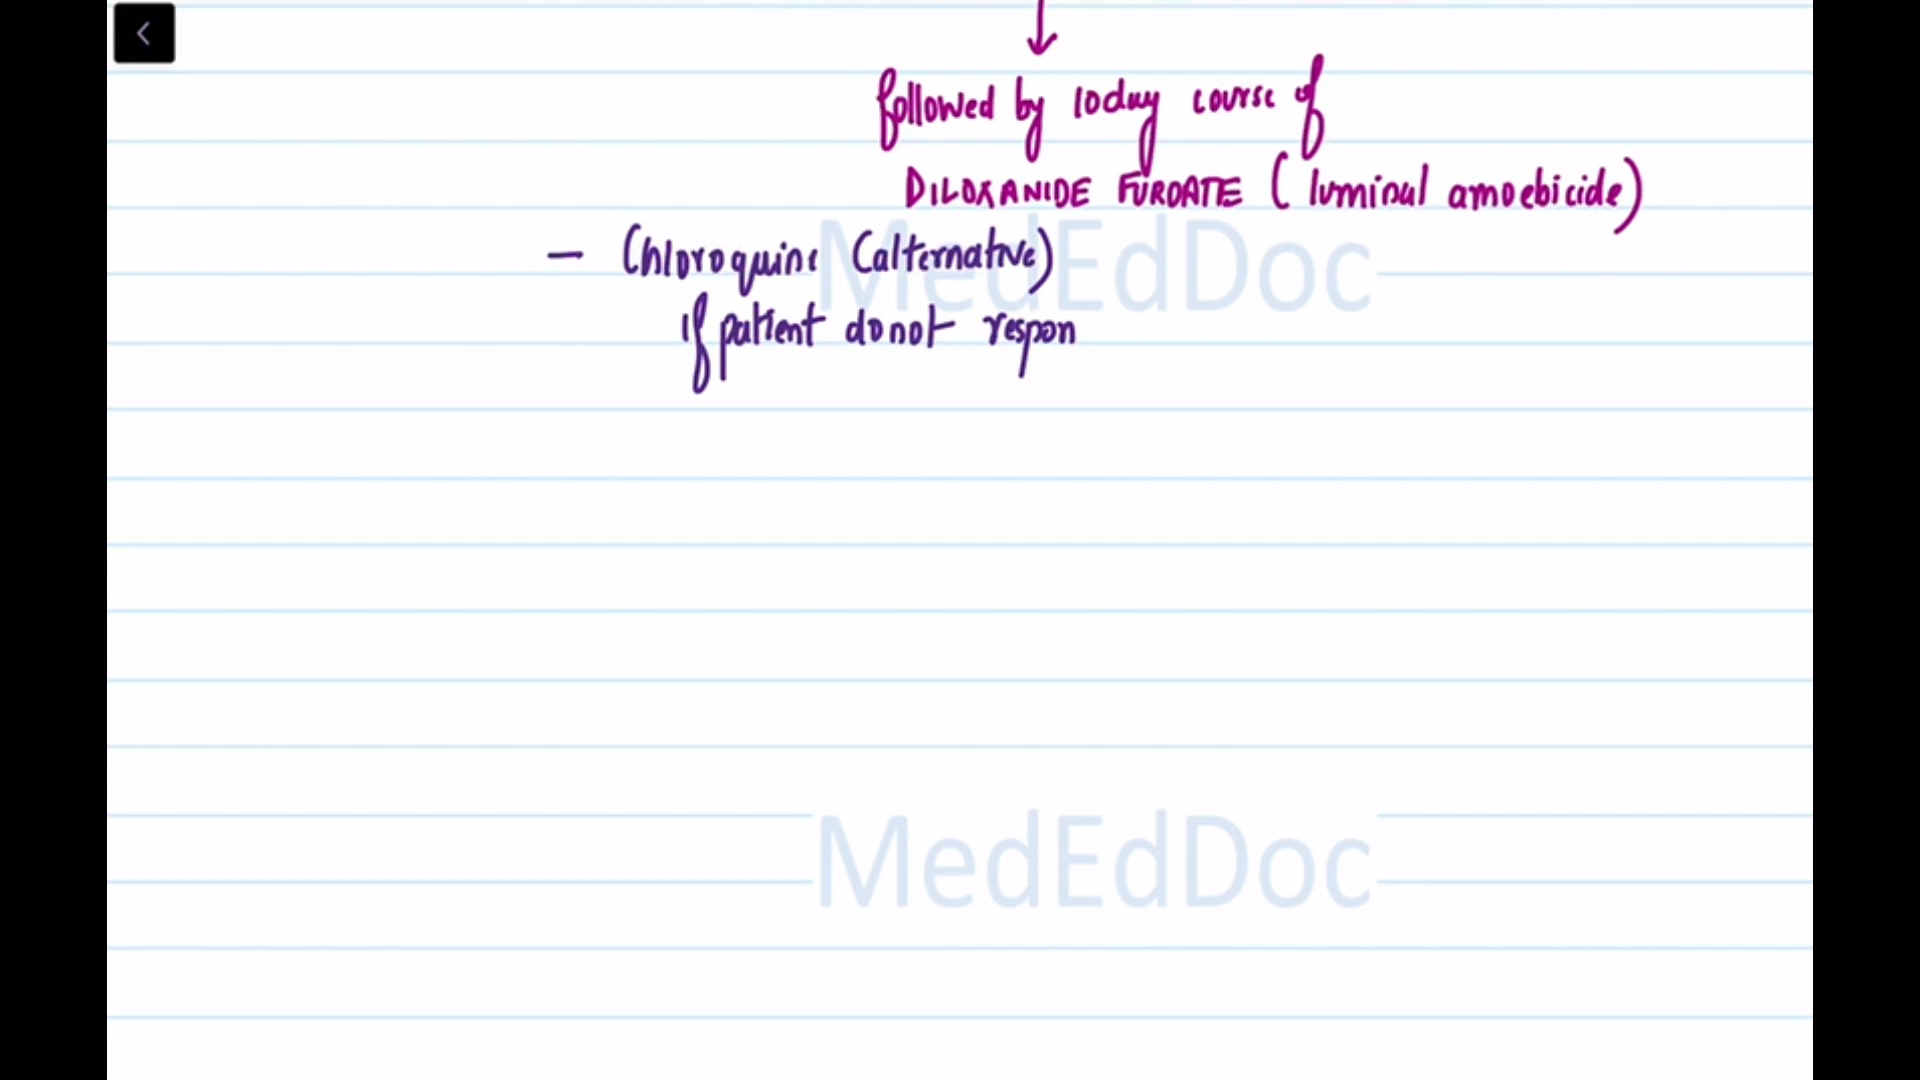 followed by 10day course of
DILOXANIDE FUROATE (luminal amoebicide)
– Chloroquine (alternative)
If patient donot respon
MedEdDoc
MedEdDoc